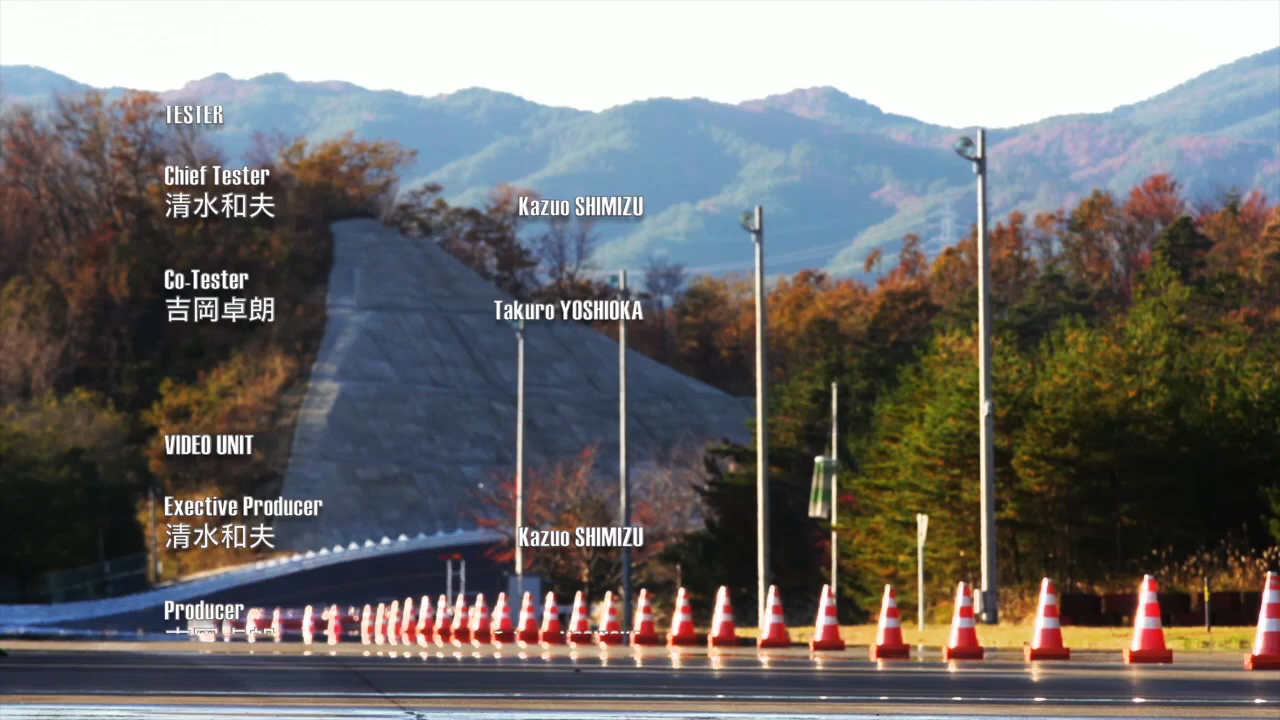 TESTER
Chief Tester
清水和夫 Kazuo SHIMIZU
Co-Tester
吉岡卓朗 Takuro YOSHIOKA
VIDEO UNIT
Exective Producer
清水和夫 Kazuo SHIMIZU
Producer